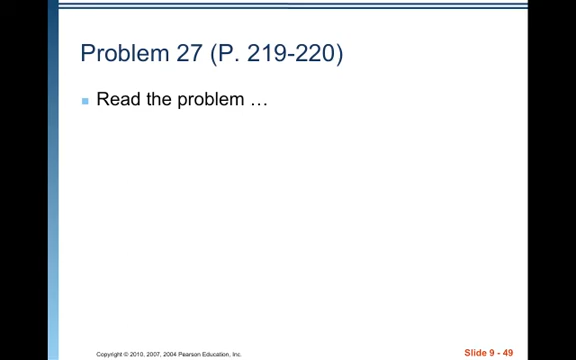 Problem 27 (P. 219-220)
Read the problem …
Copyright © 2010, 2007, 2004 Pearson Education, Inc.
Slide 9 - 49